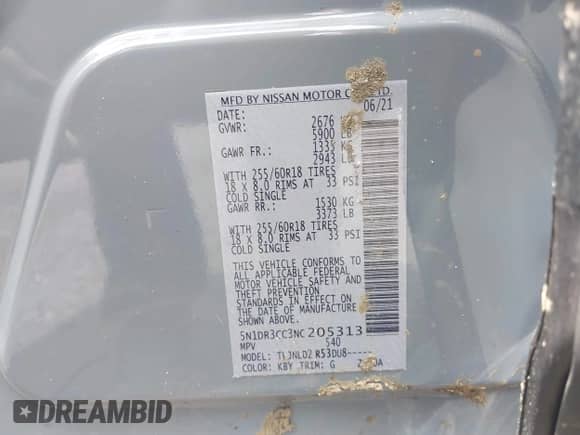 MFD BY NISSAN MOTOR CO., LTD.
DATE: 06/21
GVWR: 2676 KG
5900 LB
GAWR FR.: 1335 KG
2943 LB
WITH 255/60R18 TIRES
18 X 8.0 RIMS AT 33 PSI
COLD SINGLE
GAWR RR.: 1530 KG
3373 LB
WITH 255/60R18 TIRES
18 X 8.0 RIMS AT 33 PSI
COLD SINGLE
THIS VEHICLE CONFORMS TO
ALL APPLICABLE FEDERAL
MOTOR VEHICLE SAFETY AND
THEFT PREVENTION
STANDARDS IN EFFECT ON
THE DATE OF MANUFACTURE
SHOWN ABOVE.
5N1DR3CC3NC205313
MPV 540
MODEL: R53DU8-----
COLOR: KBY TRIM: G
DREAMBID